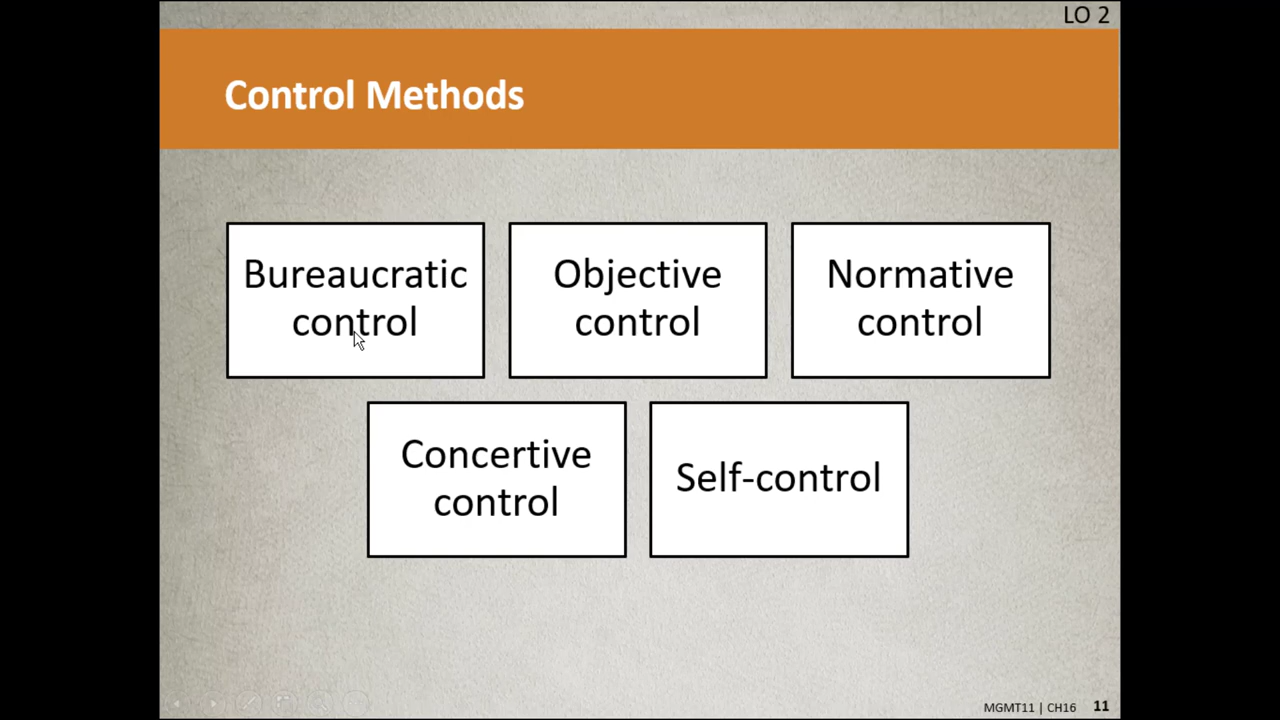 LO 2
Control Methods
Bureaucratic
control
Objective
control
Normative
control
Concertive
control
Self-control
MGMT11 | CH16 11